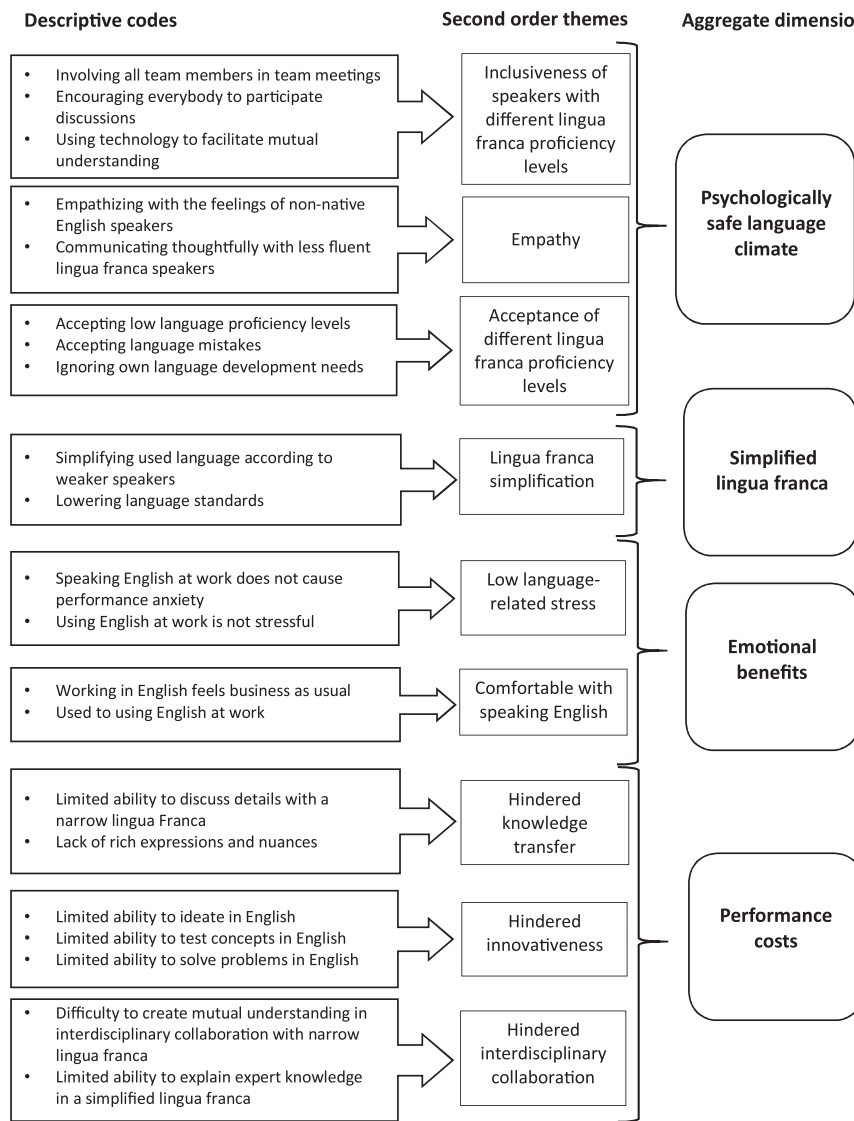 Descriptive codes
Second order themes
Aggregate dimensio
• Involving all team members in team meetings
• Encouraging everybody to participate
discussions
• Using technology to facilitate mutual
understanding
Inclusiveness of
speakers with
different lingua
franca proficiency
levels
• Empathizing with the feelings of non-native
English speakers
• Communicating thoughtfully with less fluent
lingua franca speakers
Empathy
• Accepting low language proficiency levels
• Accepting language mistakes
• Ignoring own language development needs
Acceptance of
different lingua
franca proficiency
levels
Psychologically
safe language
climate
• Simplifying used language according to
weaker speakers
• Lowering language standards
Lingua franca
simplification
Simplified
lingua franca
• Speaking English at work does not cause
performance anxiety
• Using English at work is not stressful
Low language-
related stress
• Working in English feels business as usual
• Used to using English at work
Comfortable with
speaking English
Emotional
benefits
• Limited ability to discuss details with a
narrow lingua Franca
• Lack of rich expressions and nuances
Hindered
knowledge
transfer
• Limited ability to ideate in English
• Limited ability to test concepts in English
• Limited ability to solve problems in English
Hindered
innovativeness
• Difficulty to create mutual understanding in
interdisciplinary collaboration with narrow
lingua franca
• Limited ability to explain expert knowledge
in a simplified lingua franca
Hindered
interdisciplinary
collaboration
Performance
costs